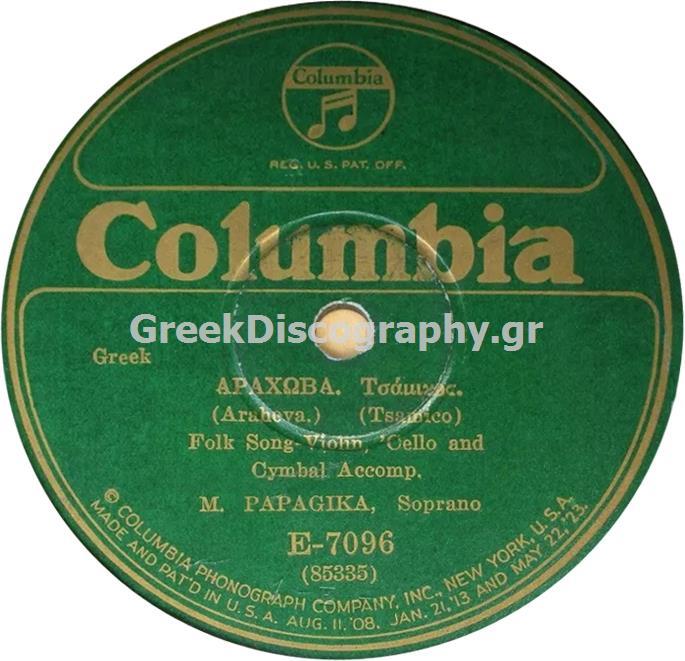 Columbia
REG. U. S. PAT. OFF.
Columbia
GreekDiscography.gr
Greek
ΑΡΑΧΩΒΑ. Τσάμικος.
(Arahova.) (Tsamico)
Folk Song-Violin, 'Cello and
Cymbal Accomp.
M. PAPAGIKA, Soprano
E-7096
(85335)
© COLUMBIA PHONOGRAPH COMPANY, INC., NEW YORK, U. S. A.
MADE AND PAT'D IN U. S. A. AUG. 11, '08. JAN. 21, '13 AND MAY 22, '23.